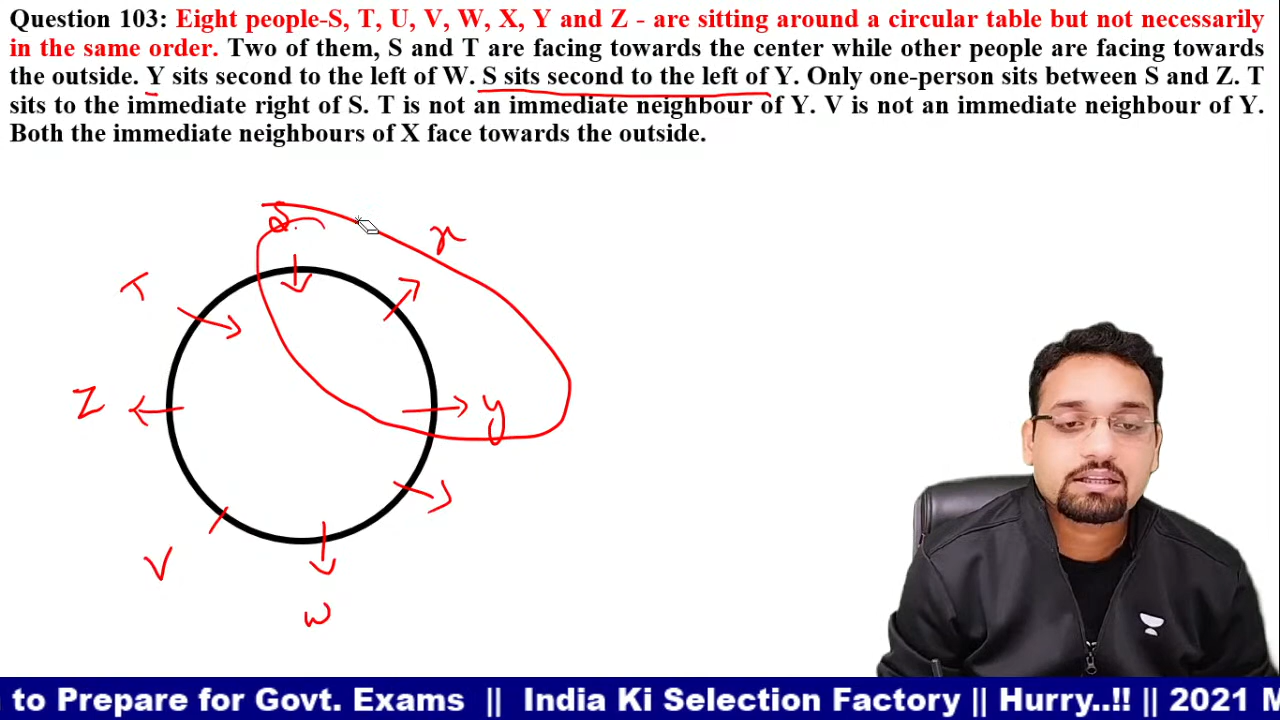 Question 103: Eight people-S, T, U, V, W, X, Y and Z - are sitting around a circular table but not necessarily
in the same order. Two of them, S and T are facing towards the center while other people are facing towards
the outside. Y sits second to the left of W. S sits second to the left of Y. Only one-person sits between S and Z. T
sits to the immediate right of S. T is not an immediate neighbour of Y. V is not an immediate neighbour of Y.
Both the immediate neighbours of X face towards the outside.
S
x
T
Z
y
V
W
to Prepare for Govt. Exams || India Ki Selection Factory || Hurry..!! || 2021 M